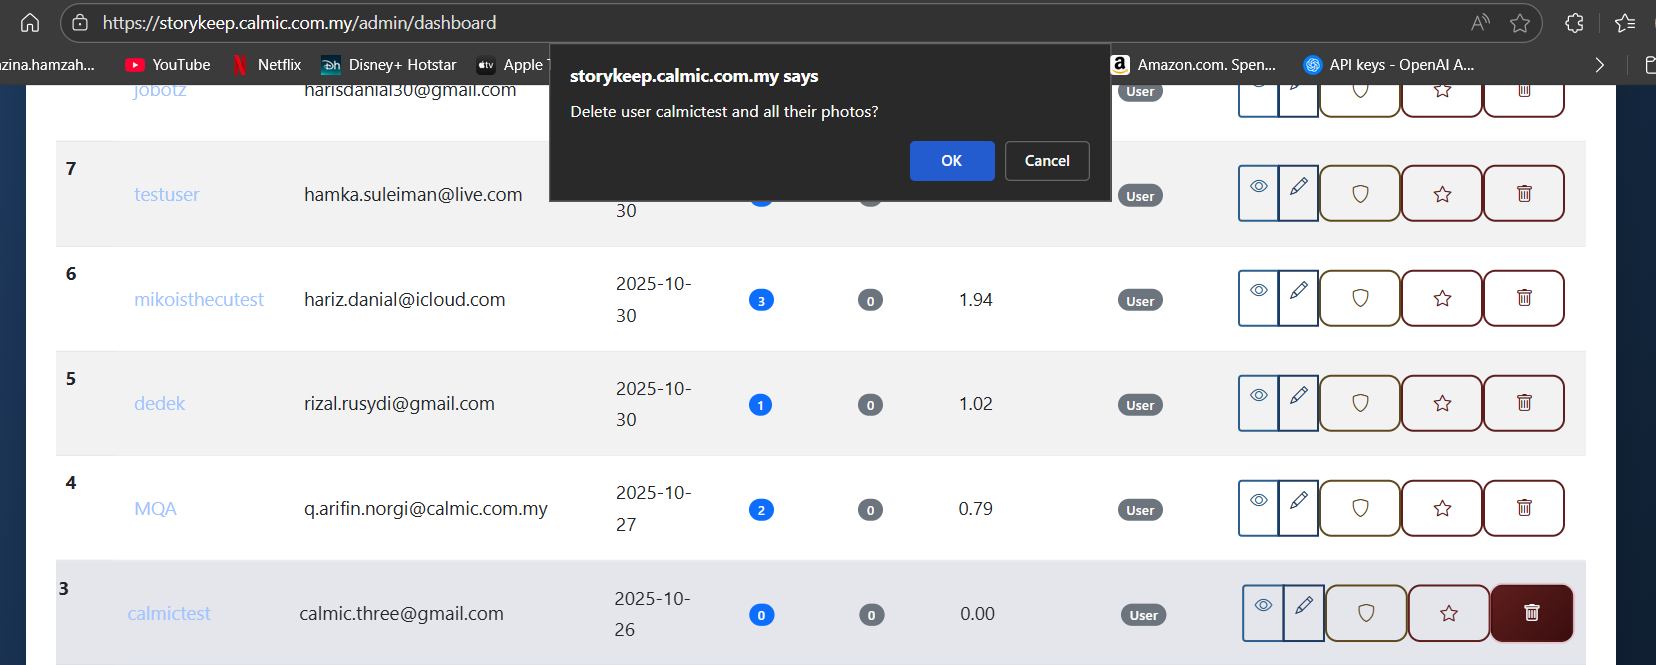 https://storykeep.calmic.com.my/admin/dashboard
zina.hamzah...
YouTube
Netflix
Disney+ Hotstar
Apple
Amazon.com. Spen...
API keys - OpenAI A...
storykeep.calmic.com.my says
Delete user calmictest and all their photos?
OK
Cancel
jobotz
harisdanial30@gmail.com
User
7
testuser
hamka.suleiman@live.com
30
User
6
mikoisthecutest
hariz.danial@icloud.com
2025-10-
30
3
0
1.94
User
5
dedek
rizal.rusydi@gmail.com
2025-10-
30
1
0
1.02
User
4
MQA
q.arifin.norgi@calmic.com.my
2025-10-
27
2
0
0.79
User
3
calmictest
calmic.three@gmail.com
2025-10-
26
0
0
0.00
User